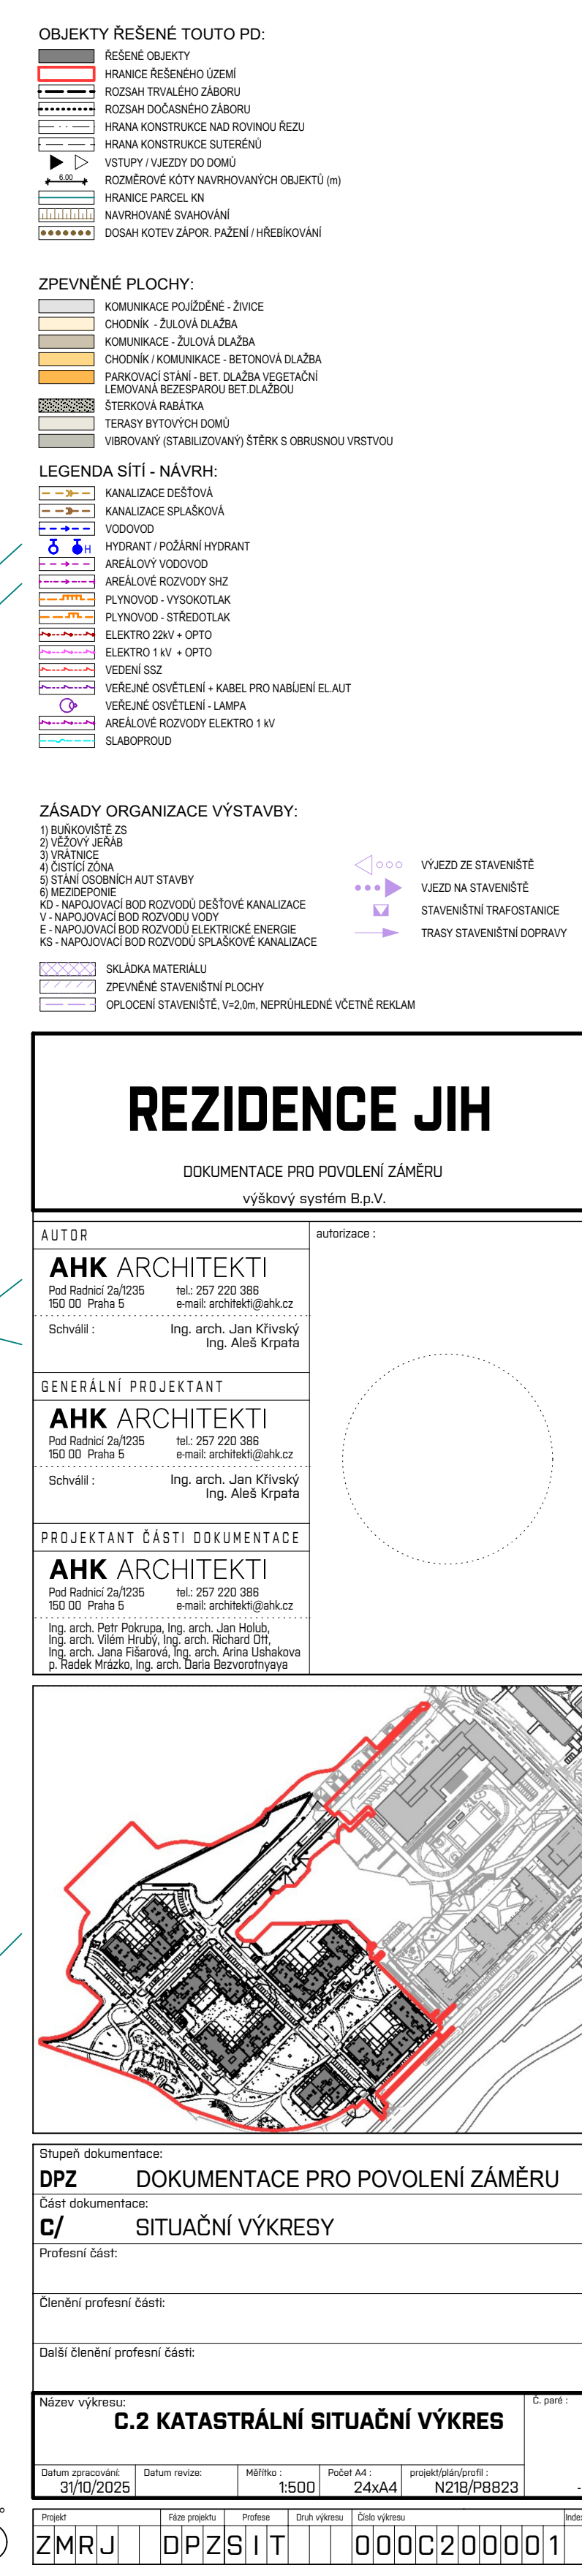 OBJEKTY ŘEŠENÉ TOUTO PD:
ŘEŠENÉ OBJEKTY
HRANICE ŘEŠENÉHO ÚZEMÍ
ROZSAH TRVALÉHO ZÁBORU
ROZSAH DOČASNÉHO ZÁBORU
HRANA KONSTRUKCE NAD ROVINOU ŘEZU
HRANA KONSTRUKCE SUTERÉNŮ
VSTUPY / VJEZDY DO DOMŮ
6.00 ROZMĚROVÉ KÓTY NAVRHOVANÝCH OBJEKTŮ (m)
HRANICE PARCEL KN
NAVRHOVANÉ SVAHOVÁNÍ
DOSAH KOTEV ZÁPOR. PAŽENÍ / HŘEBÍKOVÁNÍ
ZPEVNĚNÉ PLOCHY:
KOMUNIKACE POJÍŽDĚNÉ - ŽIVICE
CHODNÍK - ŽULOVÁ DLAŽBA
KOMUNIKACE - ŽULOVÁ DLAŽBA
CHODNÍK / KOMUNIKACE - BETONOVÁ DLAŽBA
PARKOVACÍ STÁNÍ - BET. DLAŽBA VEGETAČNÍ
LEMOVANÁ BEZESPAROU BET.DLAŽBOU
ŠTERKOVÁ RABÁTKA
TERASY BYTOVÝCH DOMŮ
VIBROVANÝ (STABILIZOVANÝ) ŠTĚRK S OBRUSNOU VRSTVOU
LEGENDA SÍTÍ - NÁVRH:
KANALIZACE DEŠŤOVÁ
KANALIZACE SPLAŠKOVÁ
VODOVOD
H HYDRANT / POŽÁRNÍ HYDRANT
AREÁLOVÝ VODOVOD
AREÁLOVÉ ROZVODY SHZ
PLYNOVOD - VYSOKOTLAK
PLYNOVOD - STŘEDOTLAK
ELEKTRO 22kV + OPTO
ELEKTRO 1 kV + OPTO
VEDENÍ SSZ
VEŘEJNÉ OSVĚTLENÍ + KABEL PRO NABÍJENÍ EL.AUT
VEŘEJNÉ OSVĚTLENÍ - LAMPA
AREÁLOVÉ ROZVODY ELEKTRO 1 kV
SLABOPROUD
ZÁSADY ORGANIZACE VÝSTAVBY:
1) BUŇKOVIŠTĚ ZS
2) VĚŽOVÝ JEŘÁB
3) VRÁTNICE
4) ČISTÍCÍ ZÓNA
5) STÁNÍ OSOBNÍCH AUT STAVBY
6) MEZIDEPONIE
KD - NAPOJOVACÍ BOD ROZVODŮ DEŠŤOVÉ KANALIZACE
V - NAPOJOVACÍ BOD ROZVODU VODY
E - NAPOJOVACÍ BOD ROZVODŮ ELEKTRICKÉ ENERGIE
KS - NAPOJOVACÍ BOD ROZVODŮ SPLAŠKOVÉ KANALIZACE
VÝJEZD ZE STAVENIŠTĚ
VJEZD NA STAVENIŠTĚ
STAVENIŠTNÍ TRAFOSTANICE
TRASY STAVENIŠTNÍ DOPRAVY
SKLÁDKA MATERIÁLU
ZPEVNĚNÉ STAVENIŠTNÍ PLOCHY
OPLOCENÍ STAVENIŠTĚ, V=2,0m, NEPRŮHLEDNÉ VČETNĚ REKLAM
REZIDENCE JIH
DOKUMENTACE PRO POVOLENÍ ZÁMĚRU
výškový systém B.p.V.
AUTOR
autorizace :
AHK ARCHITEKTI
Pod Radnicí 2a/1235 tel.: 257 220 386
150 00 Praha 5 e-mail: architekti@ahk.cz
Schválil : Ing. arch. Jan Křivský
Ing. Aleš Krpata
GENERÁLNÍ PROJEKTANT
AHK ARCHITEKTI
Pod Radnicí 2a/1235 tel.: 257 220 386
150 00 Praha 5 e-mail: architekti@ahk.cz
Schválil : Ing. arch. Jan Křivský
Ing. Aleš Krpata
PROJEKTANT ČÁSTI DOKUMENTACE
AHK ARCHITEKTI
Pod Radnicí 2a/1235 tel.: 257 220 386
150 00 Praha 5 e-mail: architekti@ahk.cz
Ing. arch. Petr Pokrupa, Ing. arch. Jan Holub,
Ing. arch. Vilém Hrubý, Ing. arch. Richard Ott,
Ing. arch. Jana Fišarová, Ing. arch. Arina Ushakova
p. Radek Mrázko, Ing. arch. Daria Bezvorotnyaya
Stupeň dokumentace:
DPZ DOKUMENTACE PRO POVOLENÍ ZÁMĚRU
Část dokumentace:
C/ SITUAČNÍ VÝKRESY
Profesní část:
Členění profesní části:
Další členění profesní části:
Název výkresu:
Č. paré :
C.2 KATASTRÁLNÍ SITUAČNÍ VÝKRES
Datum zpracování: Datum revize: Měřítko : Počet A4 : projekt/plán/profil :
31/10/2025 1:500 24xA4 N218/P8823 -
Projekt Fáze projektu Profese Druh výkresu Číslo výkresu Index
ZMRJ DPZ SIT 000C200001